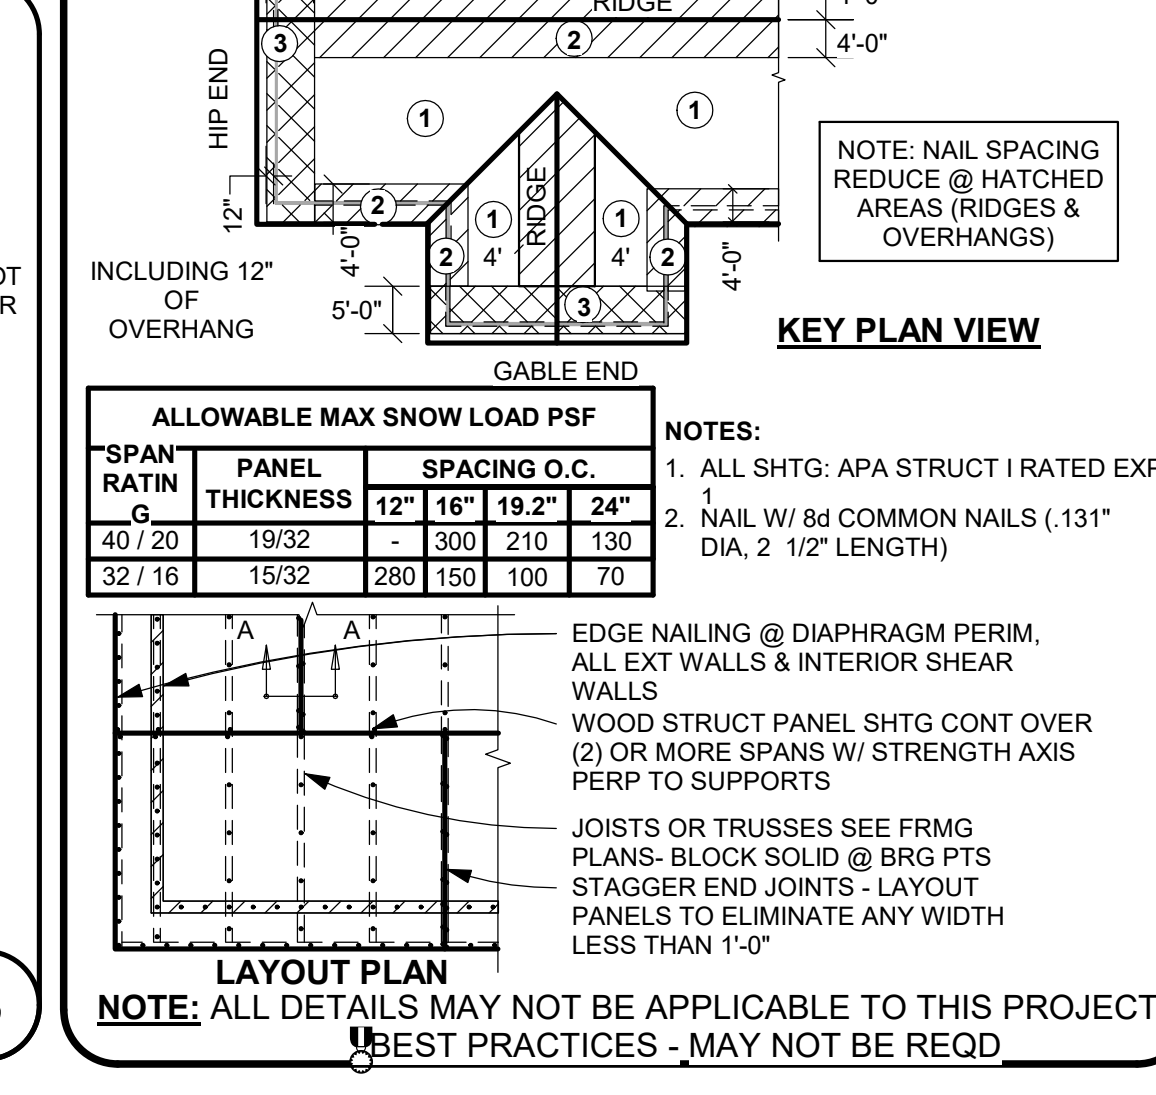 RIDGE
3
2
4'-0"
HIP END
1
1
NOTE: NAIL SPACING
REDUCE @ HATCHED
AREAS (RIDGES &
OVERHANGS)
12"
2
4'-0"
RIDGE
1
4'
1
4'
2
2
4'-0"
INCLUDING 12"
OF
OVERHANG
5'-0"
3
KEY PLAN VIEW
GABLE END
ALLOWABLE MAX SNOW LOAD PSF
SPAN
RATIN
G
PANEL
THICKNESS
SPACING O.C.
12" 16" 19.2" 24"
40 / 20 19/32 - 300 210 130
32 / 16 15/32 280 150 100 70
NOTES:
1. ALL SHTG: APA STRUCT I RATED EXP
1
2. NAIL W/ 8d COMMON NAILS (.131"
DIA, 2 1/2" LENGTH)
A A
EDGE NAILING @ DIAPHRAGM PERIM,
ALL EXT WALLS & INTERIOR SHEAR
WALLS
WOOD STRUCT PANEL SHTG CONT OVER
(2) OR MORE SPANS W/ STRENGTH AXIS
PERP TO SUPPORTS
JOISTS OR TRUSSES SEE FRMG
PLANS- BLOCK SOLID @ BRG PTS
STAGGER END JOINTS - LAYOUT
PANELS TO ELIMINATE ANY WIDTH
LESS THAN 1'-0"
LAYOUT PLAN
NOTE: ALL DETAILS MAY NOT BE APPLICABLE TO THIS PROJECT
BEST PRACTICES - MAY NOT BE REQD